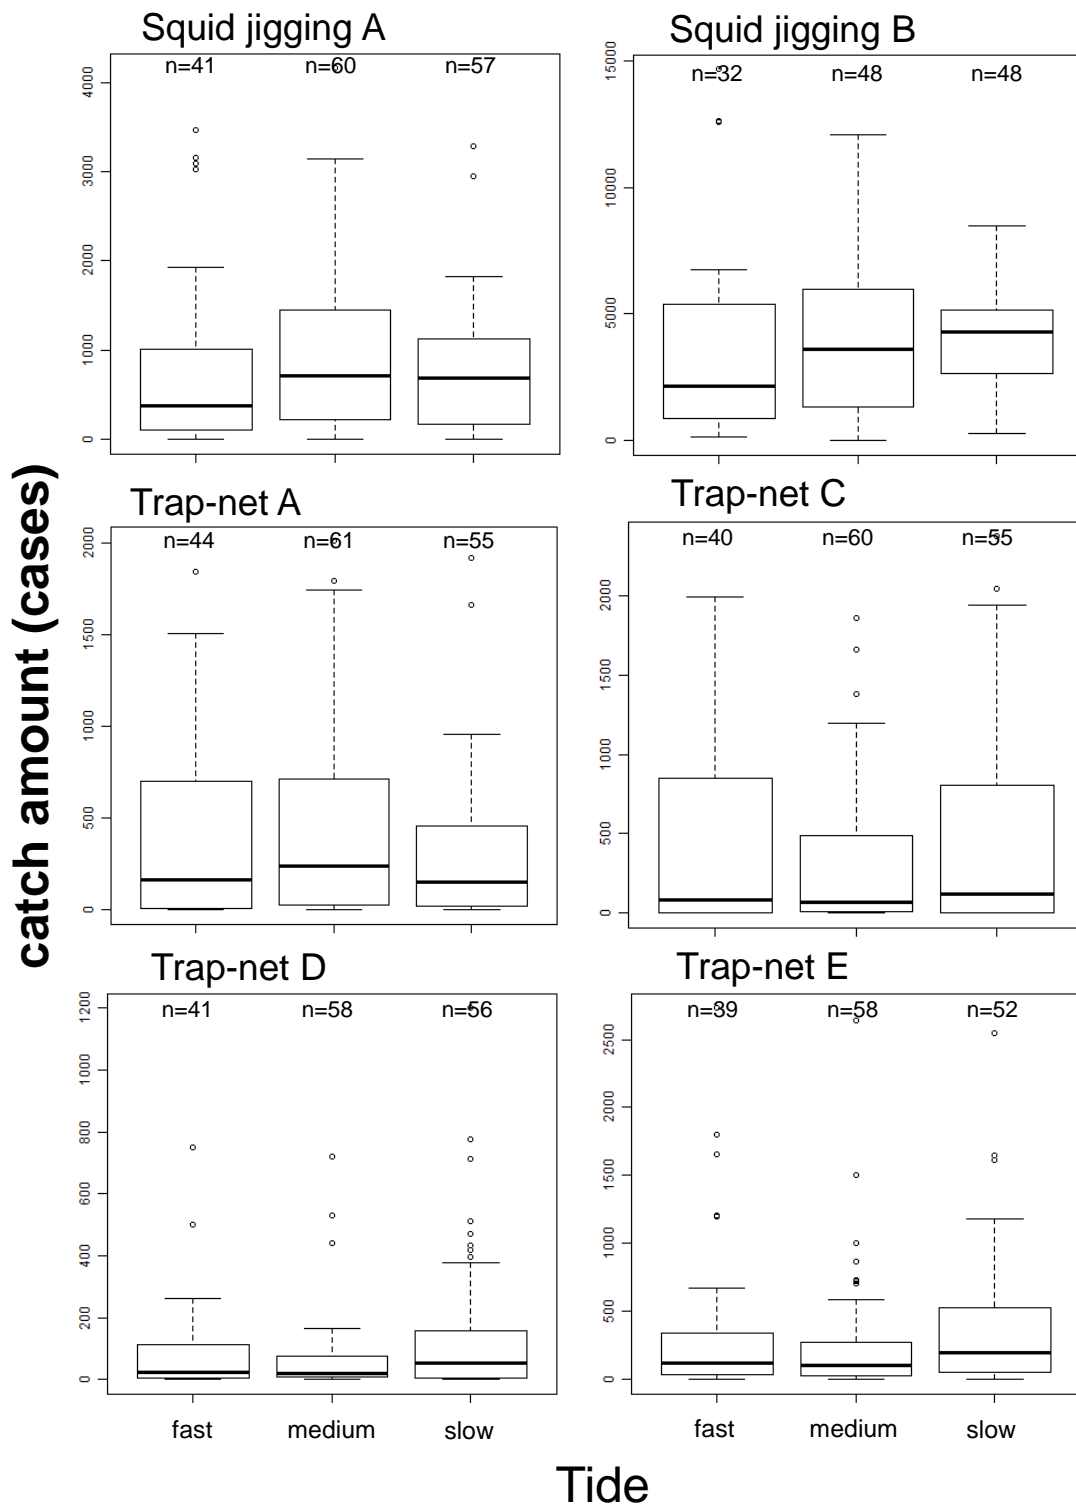 Squid jigging A
n=41 n=60 n=57
4000
3000
2000
1000
0
Squid jigging B
n=32 n=48 n=48
15000
10000
5000
0
catch amount (cases)
Trap-net A
n=44 n=61 n=55
2000
1500
1000
500
0
Trap-net C
n=40 n=60 n=55
2000
1500
1000
500
0
Trap-net D
n=41 n=58 n=56
1200
1000
800
600
400
200
0
fast medium slow
Trap-net E
n=39 n=58 n=52
2500
2000
1500
1000
500
0
fast medium slow
Tide